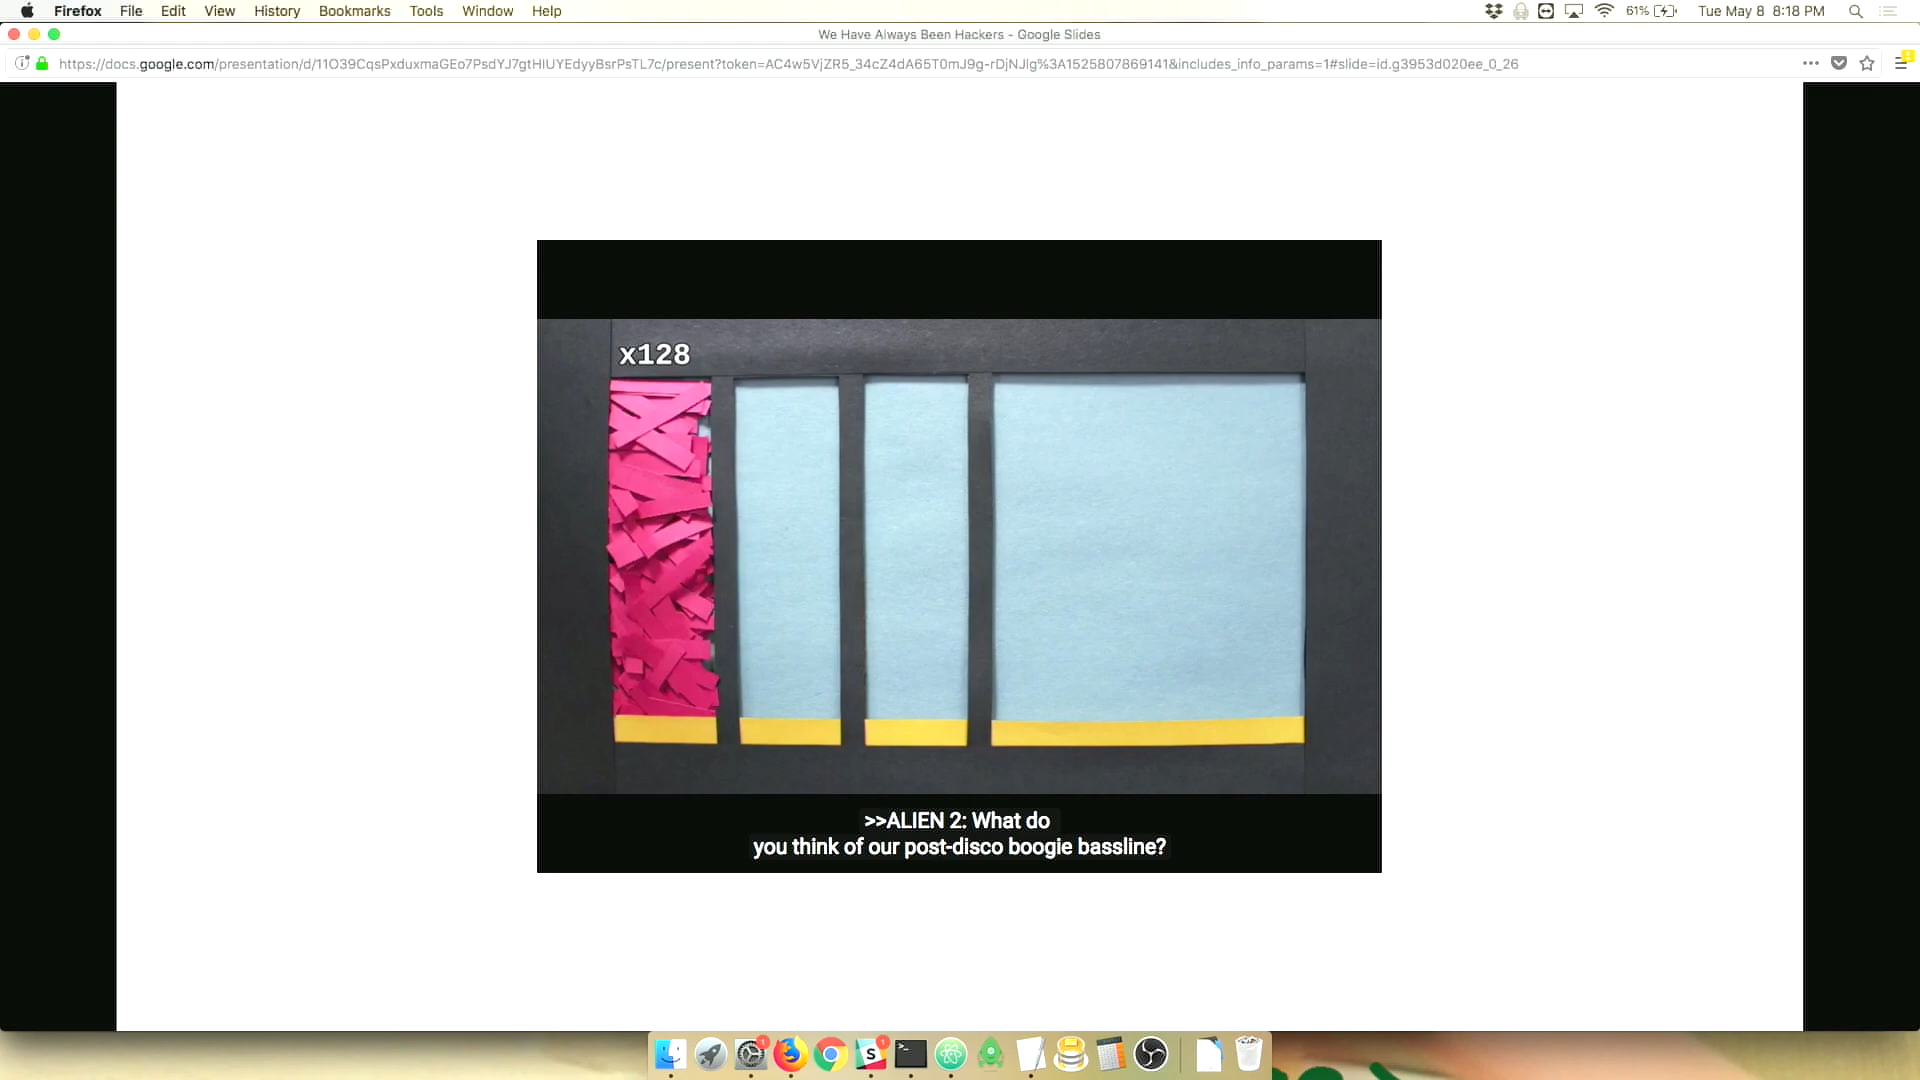 Firefox File Edit View History Bookmarks Tools Window Help 61% Tue May 8 8:18 PM
We Have Always Been Hackers - Google Slides
https://docs.google.com/presentation/d/11O39CqsPxduxmaGEo7PsdYJ7gtHIUYEdyyBsrPsTL7c/present?token=AC4w5VjZR5_34cZ4dA65T0mJ9g-rDjNJlg%3A1525807869141&includes_info_params=1#slide=id.g3953d020ee_0_26
x128
>>ALIEN 2: What do
you think of our post-disco boogie bassline?